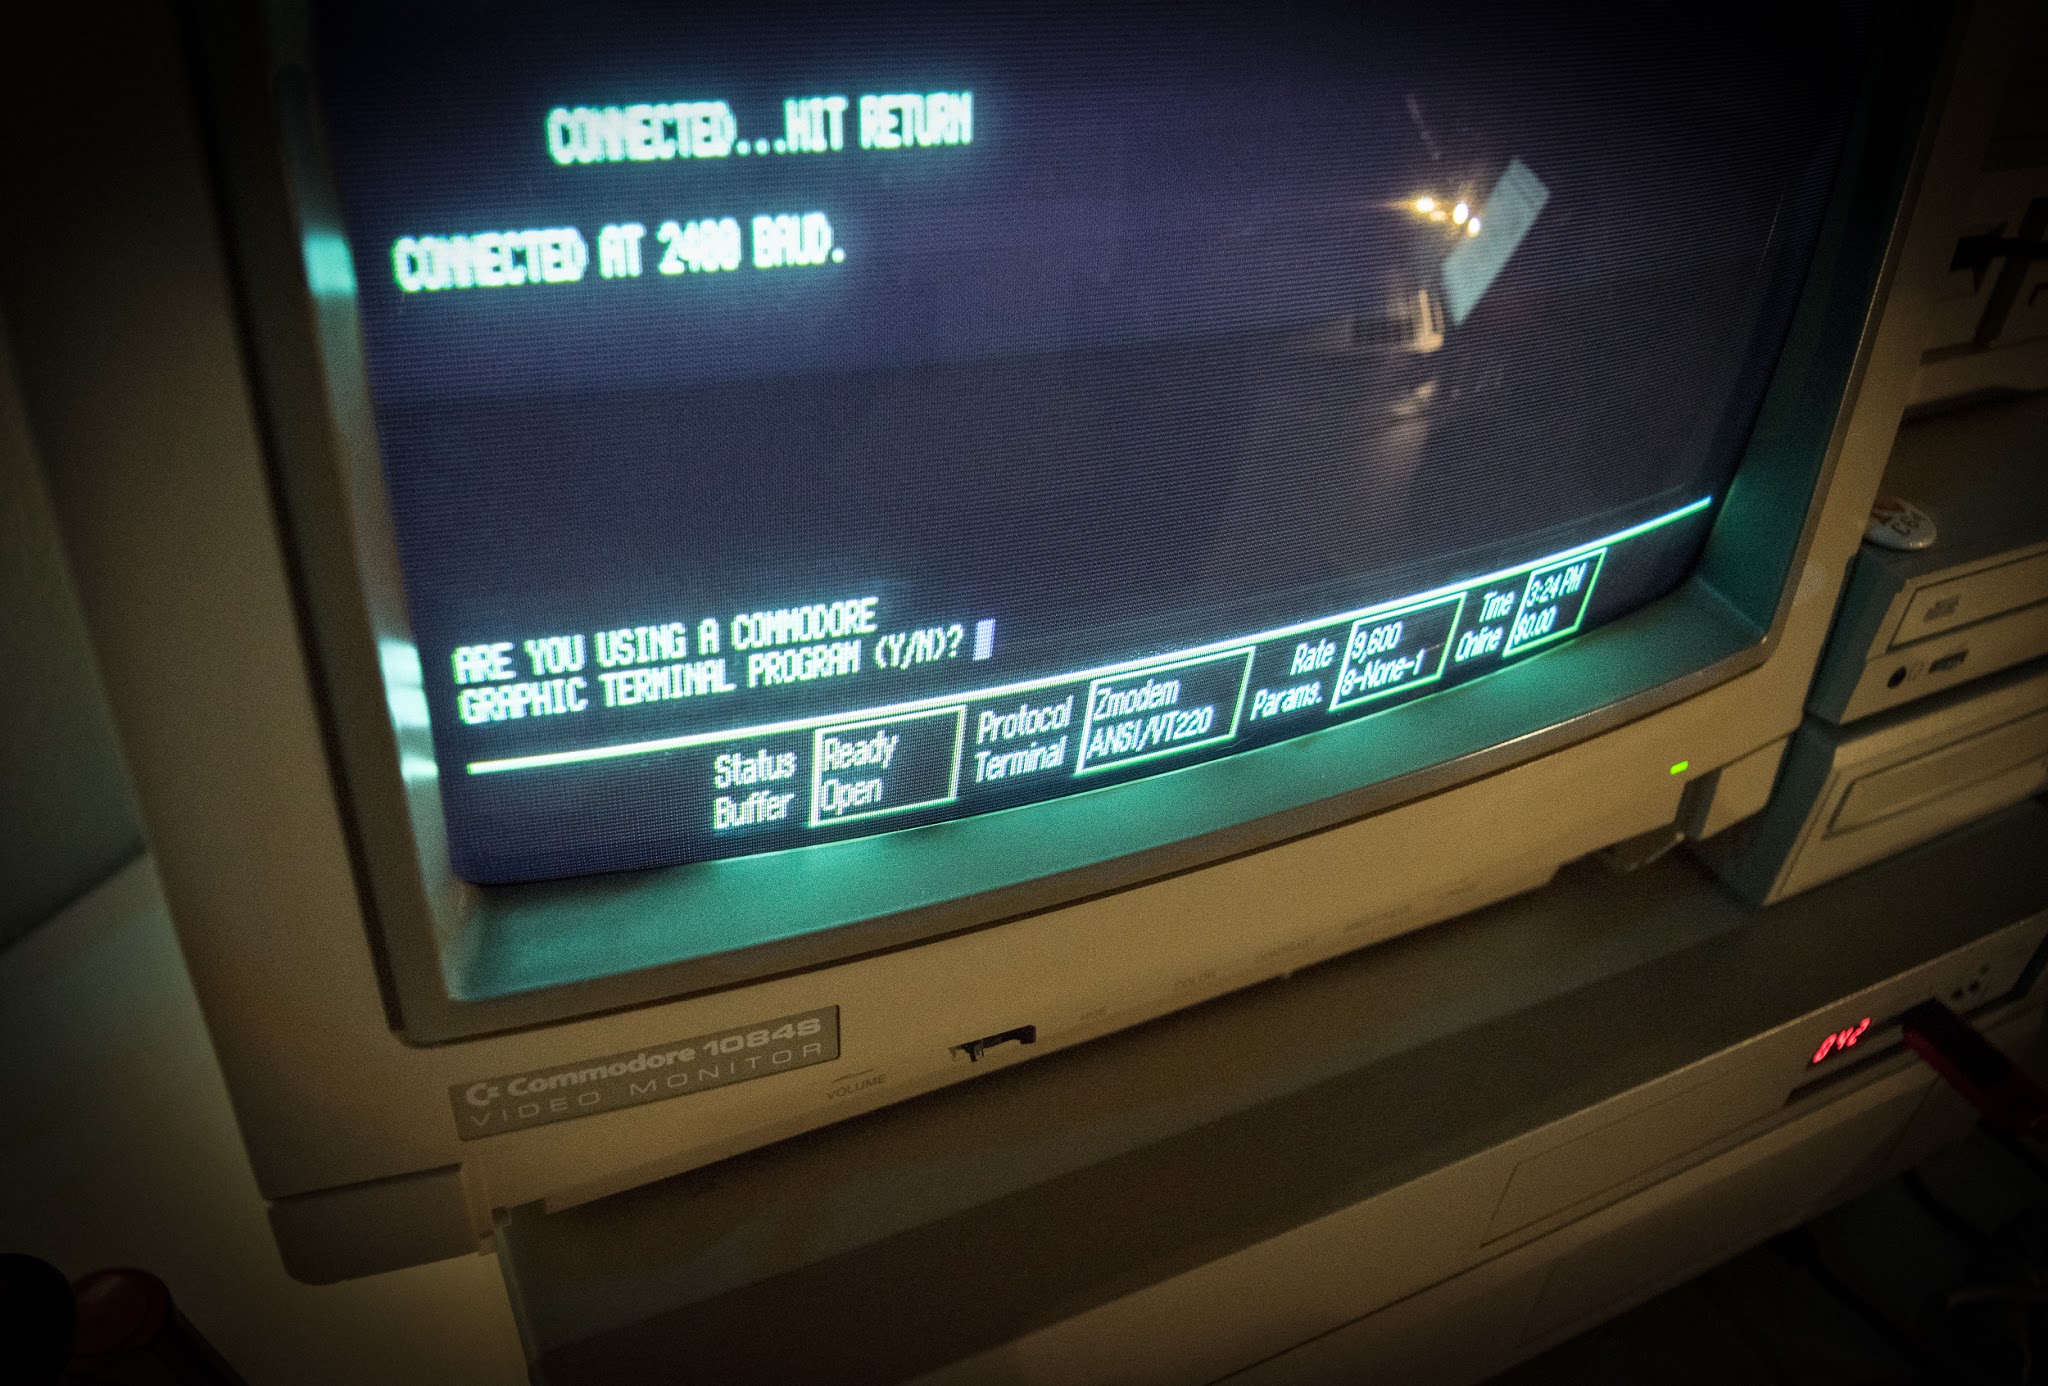 CONNECTED...HIT RETURN
CONNECTED AT 2400 BAUD.
ARE YOU USING A COMMODORE
GRAPHIC TERMINAL PROGRAM (Y/N)?
Status Ready Protocol Zmodem Rate 9,600 Time 3:24 PM
Buffer Open Terminal ANSI/VT220 Params. 8-None-1 Online $0.00
Commodore 1084S
VIDEO MONITOR
VOLUME
042
C64